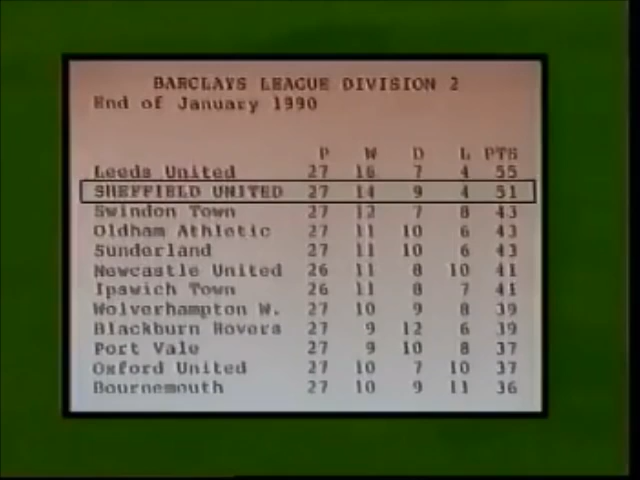 BARCLAYS LEAGUE DIVISION 2
End of January 1990
P W D L PTS
Leeds United 27 16 7 4 55
SHEFFIELD UNITED 27 14 9 4 51
Swindon Town 27 12 7 8 43
Oldham Athletic 27 11 10 6 43
Sunderland 27 11 10 6 43
Newcastle United 26 11 8 10 41
Ipswich Town 26 11 8 7 41
Wolverhampton W. 27 10 9 8 39
Blackburn Rovers 27 9 12 6 39
Port Vale 27 9 10 8 37
Oxford United 27 10 7 10 37
Bournemouth 27 10 9 11 36